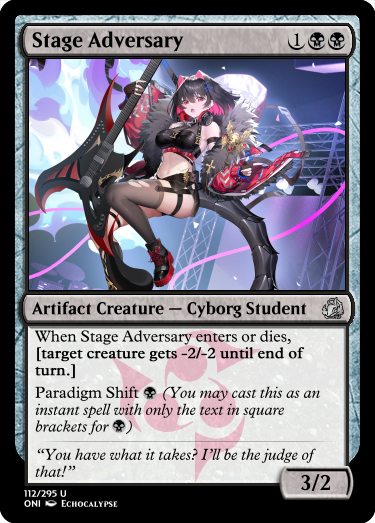 Stage Adversary 1
When Stage Adversary enters or dies,
[target creature gets -2/-2 until end of
turn.]
Paradigm Shift (You may cast this as an
instant spell with only the text in square
brackets for )
“You have what it takes? I'll be the judge of
that!”
Artifact Creature — Cyborg Student
3/2
112/295 U
ONI Echocalypse